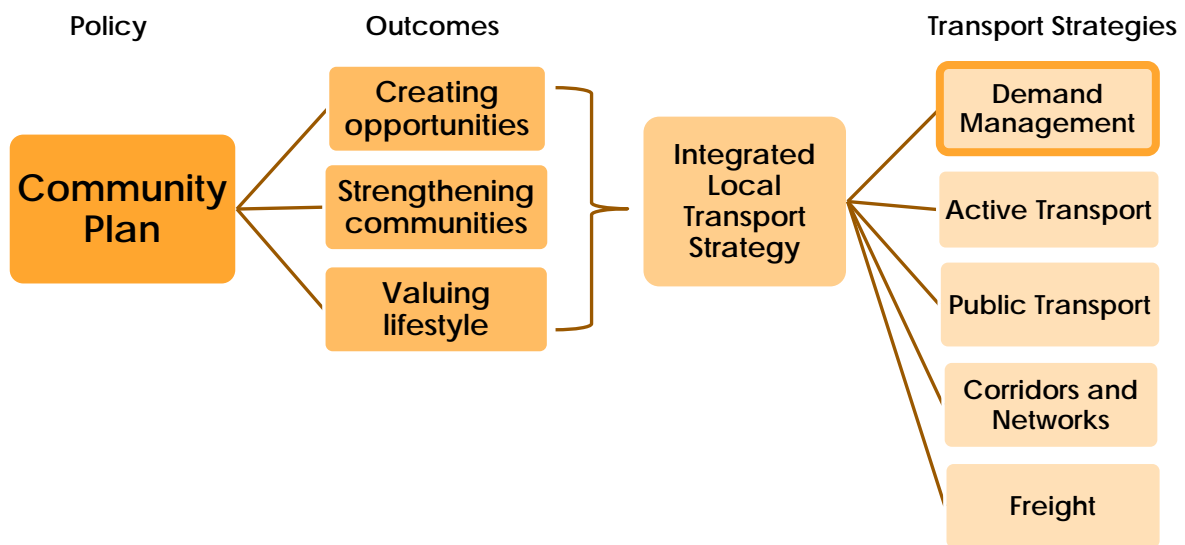 Policy
Outcomes
Transport Strategies
Community
Plan
Creating
opportunities
Strengthening
communities
Valuing
lifestyle
Integrated
Local
Transport
Strategy
Demand
Management
Active Transport
Public Transport
Corridors and
Networks
Freight